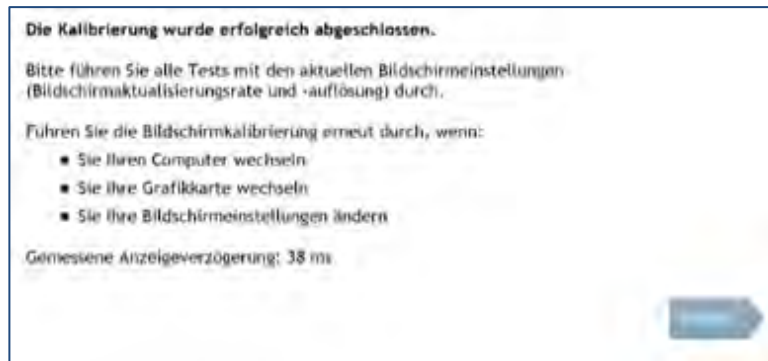 Die Kalibrierung wurde erfolgreich abgeschlossen.
Bitte führen Sie alle Tests mit den aktuellen Bildschirmeinstellungen
(Bildschirmaktualisierungsrate und -auflösung) durch.
Führen Sie die Bildschirmkalibrierung erneut durch, wenn:
▪ Sie Ihren Computer wechseln
▪ Sie Ihre Grafikkarte wechseln
▪ Sie Ihre Bildschirmeinstellungen ändern
Gemessene Anzeigeverzögerung: 38 ms